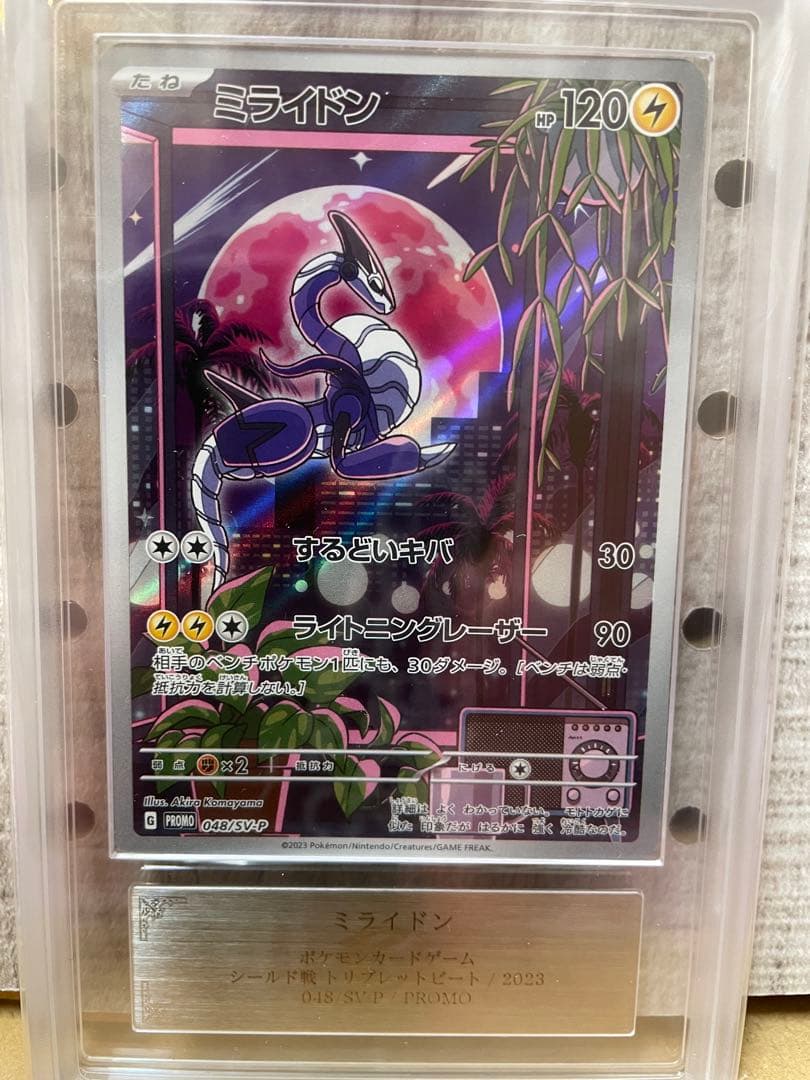 たね ミライドン HP 120
するどいキバ 30
ライトニングレーザー 90
相手のベンチポケモン1匹にも、30ダメージ。[ベンチは弱点・
抵抗力を計算しない。]
弱点 ×2 抵抗力 にげる
Illus. Akira Komayama
G PROMO 048/SV-P
詳細は よく わかっていない。 モトトカゲに
似た 印象だが はるかに 強く 冷酷なのだ。
©2023 Pokémon/Nintendo/Creatures/GAME FREAK.
ミライドン
ポケモンカードゲーム
シールド戦 トリプレットビート / 2023
048/SV-P / PROMO